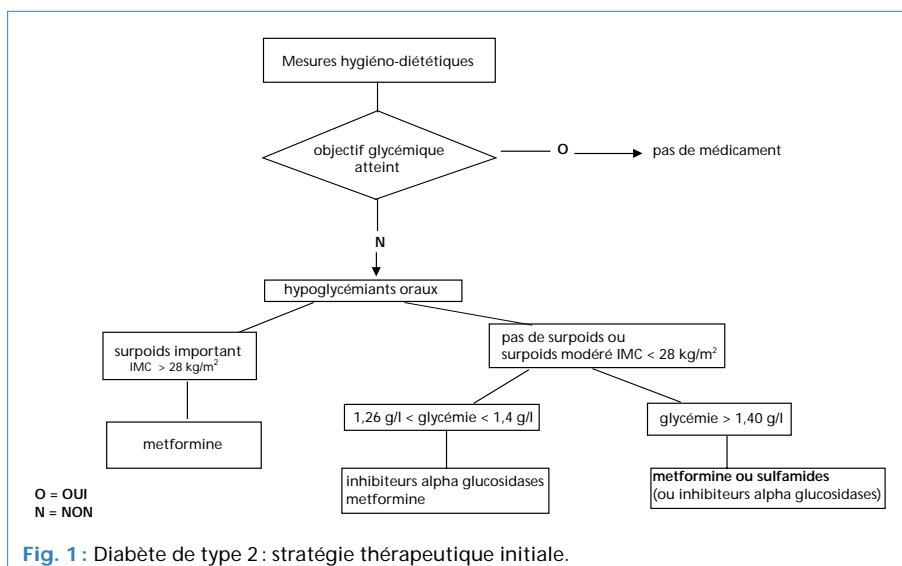 Mesures hygiéno-diététiques
objectif glycémique
atteint
O
pas de médicament
N
hypoglycémiants oraux
surpoids important
IMC > 28 kg/m²
pas de surpoids ou
surpoids modéré IMC < 28 kg/m²
metformine
1,26 g/l < glycémie < 1,4 g/l
glycémie > 1,40 g/l
inhibiteurs alpha glucosidases
metformine
metformine ou sulfamides
(ou inhibiteurs alpha glucosidases)
O = OUI
N = NON
Fig. 1 : Diabète de type 2 : stratégie thérapeutique initiale.